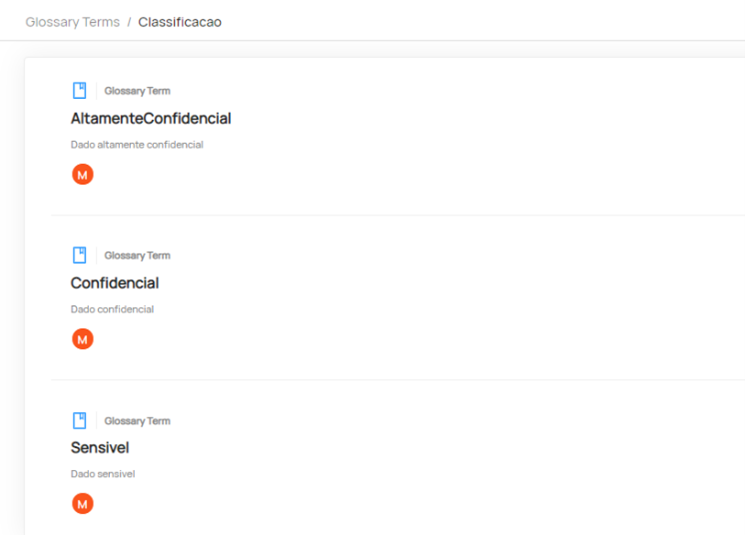 Glossary Terms / Classificacao
Glossary Term
AltamenteConfidencial
Dado altamente confidencial
M
Glossary Term
Confidencial
Dado confidencial
M
Glossary Term
Sensivel
Dado sensivel
M